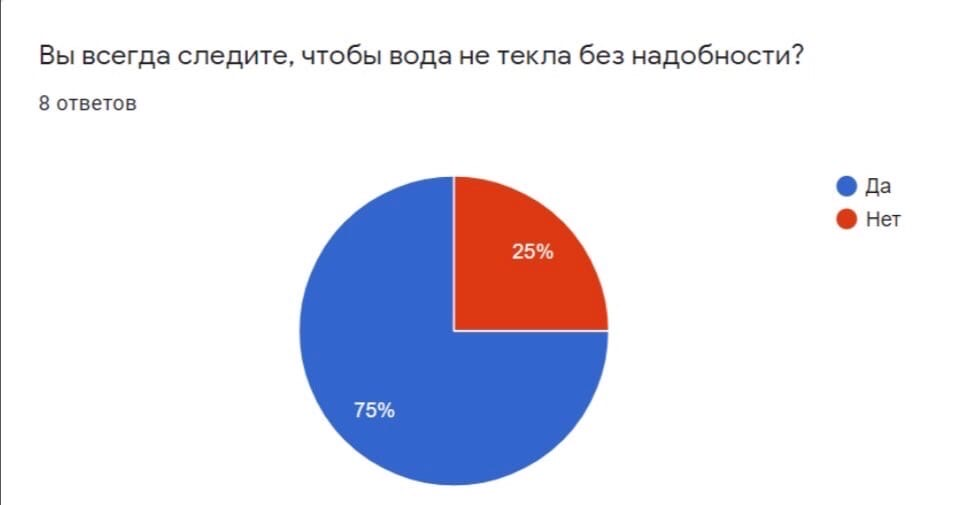 Вы всегда следите, чтобы вода не текла без надобности?
8 ответов
Да
Нет
25%
75%